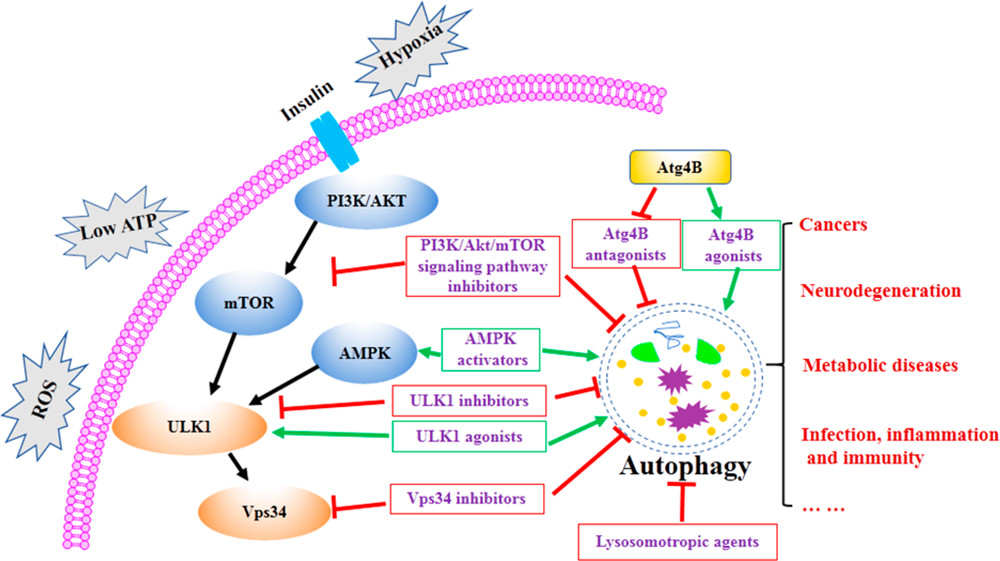 Hypoxia
Insulin
Low ATP
ROS
PI3K/AKT
mTOR
AMPK
ULK1
Vps34
PI3K/Akt/mTOR
signaling pathway
inhibitors
AMPK
activators
ULK1 inhibitors
ULK1 agonists
Vps34 inhibitors
Atg4B
Atg4B
antagonists
Atg4B
agonists
Autophagy
Lysosomotropic agents
Cancers
Neurodegeneration
Metabolic diseases
Infection, inflammation
and immunity
... ...